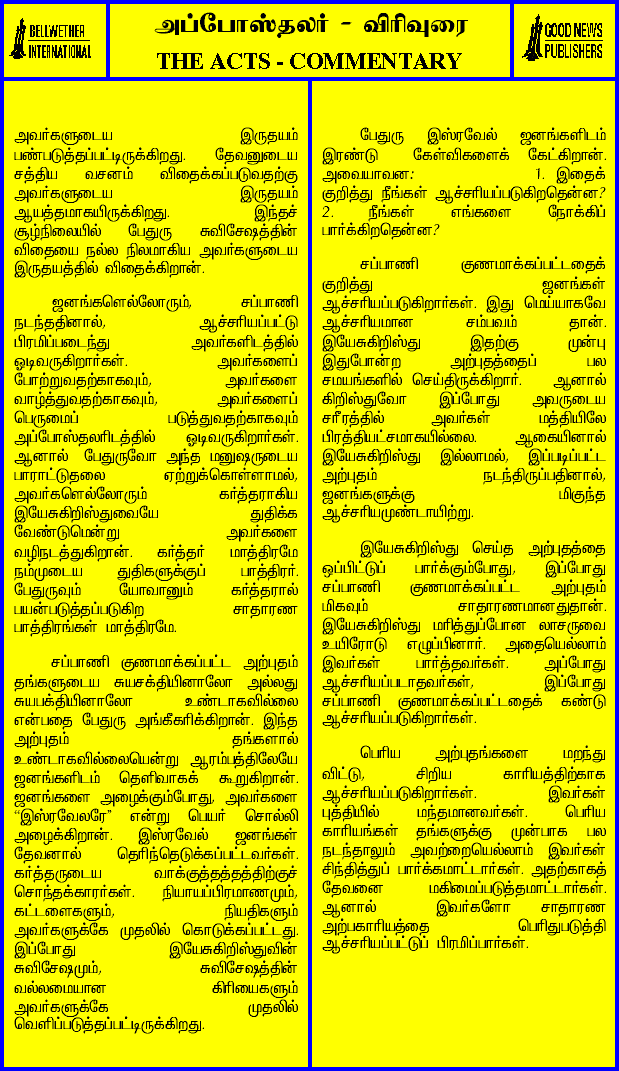 BELLWETHER
INTERNATIONAL
அப்போஸ்தலர் - விரிவுரை
THE ACTS - COMMENTARY
GOOD NEWS
PUBLISHERS
அவர்களுடைய இருதயம்
பண்படுத்தப்பட்டிருக்கிறது. தேவனுடைய
சத்திய வசனம் விதைக்கப்படுவதற்கு
அவர்களுடைய இருதயம்
ஆயத்தமாகயிருக்கிறது. இந்தச்
சூழ்நிலையில் பேதுரு சுவிசேஷத்தின்
விதையை நல்ல நிலமாகிய அவர்களுடைய
இருதயத்தில் விதைக்கிறான்.
ஜனங்களெல்லோரும், சப்பாணி
நடந்ததினால், ஆச்சரியப்பட்டு
பிரமிப்படைந்து அவர்களிடத்தில்
ஓடிவருகிறார்கள். அவர்களைப்
போற்றுவதற்காகவும், அவர்களை
வாழ்த்துவதற்காகவும், அவர்களைப்
பெருமைப் படுத்துவதற்காகவும்
அப்போஸ்தலரிடத்தில் ஓடிவருகிறார்கள்.
ஆனால் பேதுருவோ அந்த மனுஷருடைய
பாராட்டுதலை ஏற்றுக்கொள்ளாமல்,
அவர்களெல்லோரும் கர்த்தராகிய
இயேசுகிறிஸ்துவையே துதிக்க
வேண்டுமென்று அவர்களை
வழிநடத்துகிறான். கர்த்தர் மாத்திரமே
நம்முடைய துதிகளுக்குப் பாத்திரர்.
பேதுருவும் யோவானும் கர்த்தரால்
பயன்படுத்தப்படுகிற சாதாரண
பாத்திரங்கள் மாத்திரமே.
சப்பாணி குணமாக்கப்பட்ட அற்புதம்
தங்களுடைய சுயசக்தியினாலோ அல்லது
சுயபக்தியினாலோ உண்டாகவில்லை
என்பதை பேதுரு அங்கீகரிக்கிறான். இந்த
அற்புதம் தங்களால்
உண்டாகவில்லையென்று ஆரம்பத்திலேயே
ஜனங்களிடம் தெளிவாகக் கூறுகிறான்.
ஜனங்களை அழைக்கும்போது, அவர்களை
“இஸ்ரவேலரே” என்று பெயர் சொல்லி
அழைக்கிறான். இஸ்ரவேல் ஜனங்கள்
தேவனால் தெரிந்தெடுக்கப்பட்டவர்கள்.
கர்த்தருடைய வாக்குத்தத்தத்திற்குச்
சொந்தக்காரர்கள். நியாயப்பிரமாணமும்,
கட்டளைகளும், நியதிகளும்
அவர்களுக்கே முதலில் கொடுக்கப்பட்டது.
இப்போது இயேசுகிறிஸ்துவின்
சுவிசேஷமும், சுவிசேஷத்தின்
வல்லமையான கிரியைகளும்
அவர்களுக்கே முதலில்
வெளிப்படுத்தப்பட்டிருக்கிறது.
பேதுரு இஸ்ரவேல் ஜனங்களிடம்
இரண்டு கேள்விகளைக் கேட்கிறான்.
அவையாவன: 1. இதைக்
குறித்து நீங்கள் ஆச்சரியப்படுகிறதென்ன?
2. நீங்கள் எங்களை நோக்கிப்
பார்க்கிறதென்ன?
சப்பாணி குணமாக்கப்பட்டதைக்
குறித்து ஜனங்கள்
ஆச்சரியப்படுகிறார்கள். இது மெய்யாகவே
ஆச்சரியமான சம்பவம் தான்.
இயேசுகிறிஸ்து இதற்கு முன்பு
இதுபோன்ற அற்புதத்தைப் பல
சமயங்களில் செய்திருக்கிறார். ஆனால்
கிறிஸ்துவோ இப்போது அவருடைய
சரீரத்தில் அவர்கள் மத்தியிலே
பிரத்தியட்சமாகயில்லை. ஆகையினால்
இயேசுகிறிஸ்து இல்லாமல், இப்படிப்பட்ட
அற்புதம் நடந்திருப்பதினால்,
ஜனங்களுக்கு மிகுந்த
ஆச்சரியமுண்டாயிற்று.
இயேசுகிறிஸ்து செய்த அற்புதத்தை
ஒப்பிட்டுப் பார்க்கும்போது, இப்போது
சப்பாணி குணமாக்கப்பட்ட அற்புதம்
மிகவும் சாதாரணமானதுதான்.
இயேசுகிறிஸ்து மரித்துப்போன லாசருவை
உயிரோடு எழுப்பினார். அதையெல்லாம்
இவர்கள் பார்த்தவர்கள். அப்போது
ஆச்சரியப்படாதவர்கள், இப்போது
சப்பாணி குணமாக்கப்பட்டதைக் கண்டு
ஆச்சரியப்படுகிறார்கள்.
பெரிய அற்புதங்களை மறந்து
விட்டு, சிறிய காரியத்திற்காக
ஆச்சரியப்படுகிறார்கள். இவர்கள்
புத்தியில் மந்தமானவர்கள். பெரிய
காரியங்கள் தங்களுக்கு முன்பாக பல
நடந்தாலும் அவற்றையெல்லாம் இவர்கள்
சிந்தித்துப் பார்க்கமாட்டார்கள். அதற்காகத்
தேவனை மகிமைப்படுத்தமாட்டார்கள்.
ஆனால் இவர்களோ சாதாரண
அற்பகாரியத்தை பெரிதுபடுத்தி
ஆச்சரியப்பட்டுப் பிரமிப்பார்கள்.